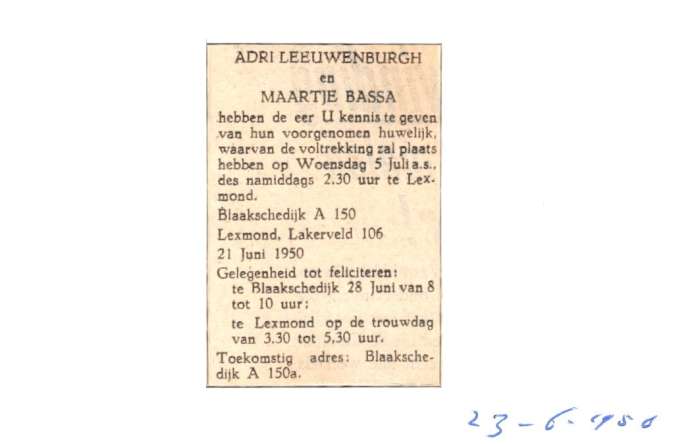 ADRI LEEUWENBURGH
en
MAARTJE BASSA
hebben de eer U kennis te geven
van hun voorgenomen huwelijk,
waarvan de voltrekking zal plaats
hebben op Woensdag 5 Juli a.s.,
des namiddags 2.30 uur te Lex-
mond.
Blaakschedijk A 150
Lexmond, Lakerveld 106
21 Juni 1950
Gelegenheid tot feliciteren:
te Blaakschedijk 28 Juni van 8
tot 10 uur;
te Lexmond op de trouwdag
van 3.30 tot 5,30 uur.
Toekomstig adres: Blaaksche-
dijk A 150a.
23-6-1950